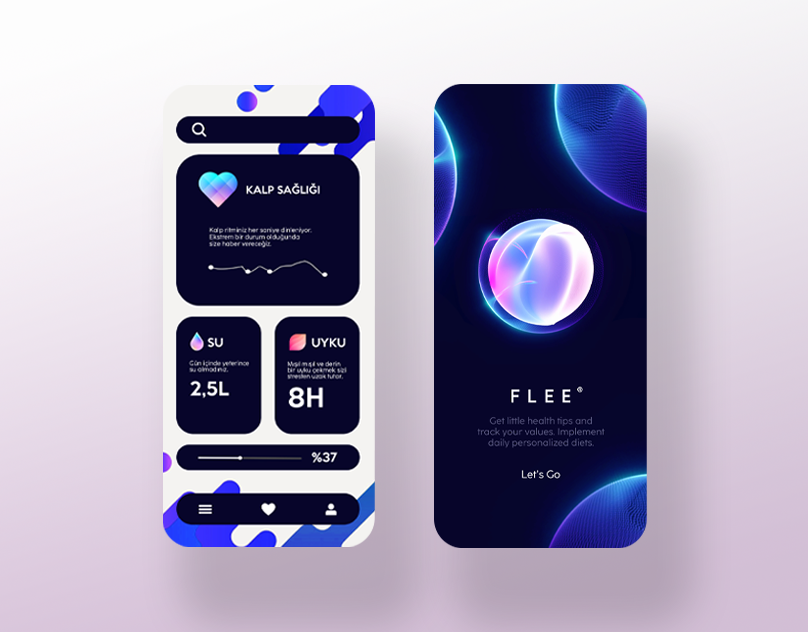 KALP SAĞLIĞI
Kalp ritminiz her saniye dinleniyor.
Ekstrem bir durum olduğunda
size haber vereceğiz.
SU
Gün içinde yeterince
su almadınız.
2,5L
UYKU
Mışıl mışıl ve derin
bir uyku çekmek sizi
stresten uzak tutar.
8H
%37
FLEE®
Get little health tips and
track your values. Implement
daily personalized diets.
Let's Go